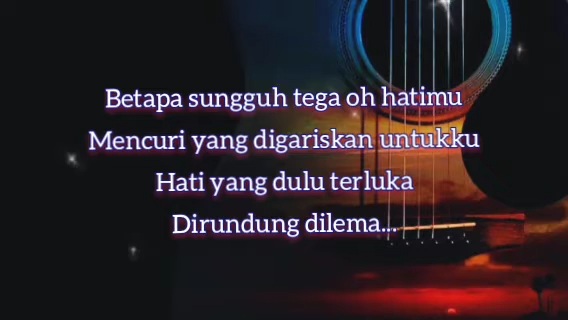 Betapa sungguh tega oh hatimu
Mencuri yang digariskan untukku
Hati yang dulu terluka
Dirundung dilema...